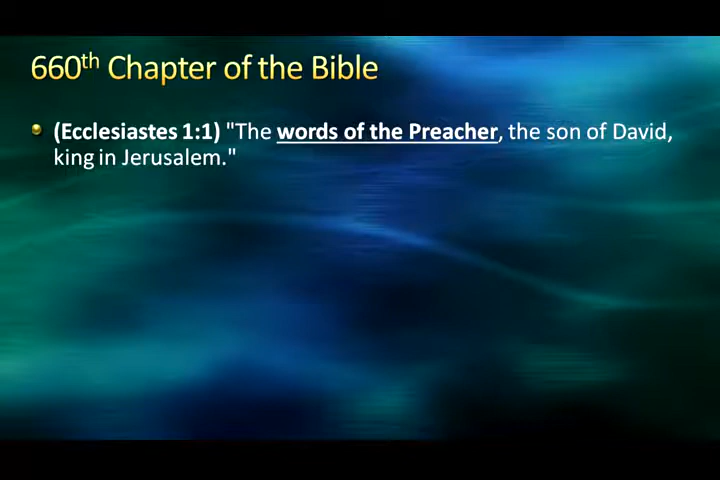 660th Chapter of the Bible
(Ecclesiastes 1:1) "The words of the Preacher, the son of David,
king in Jerusalem."